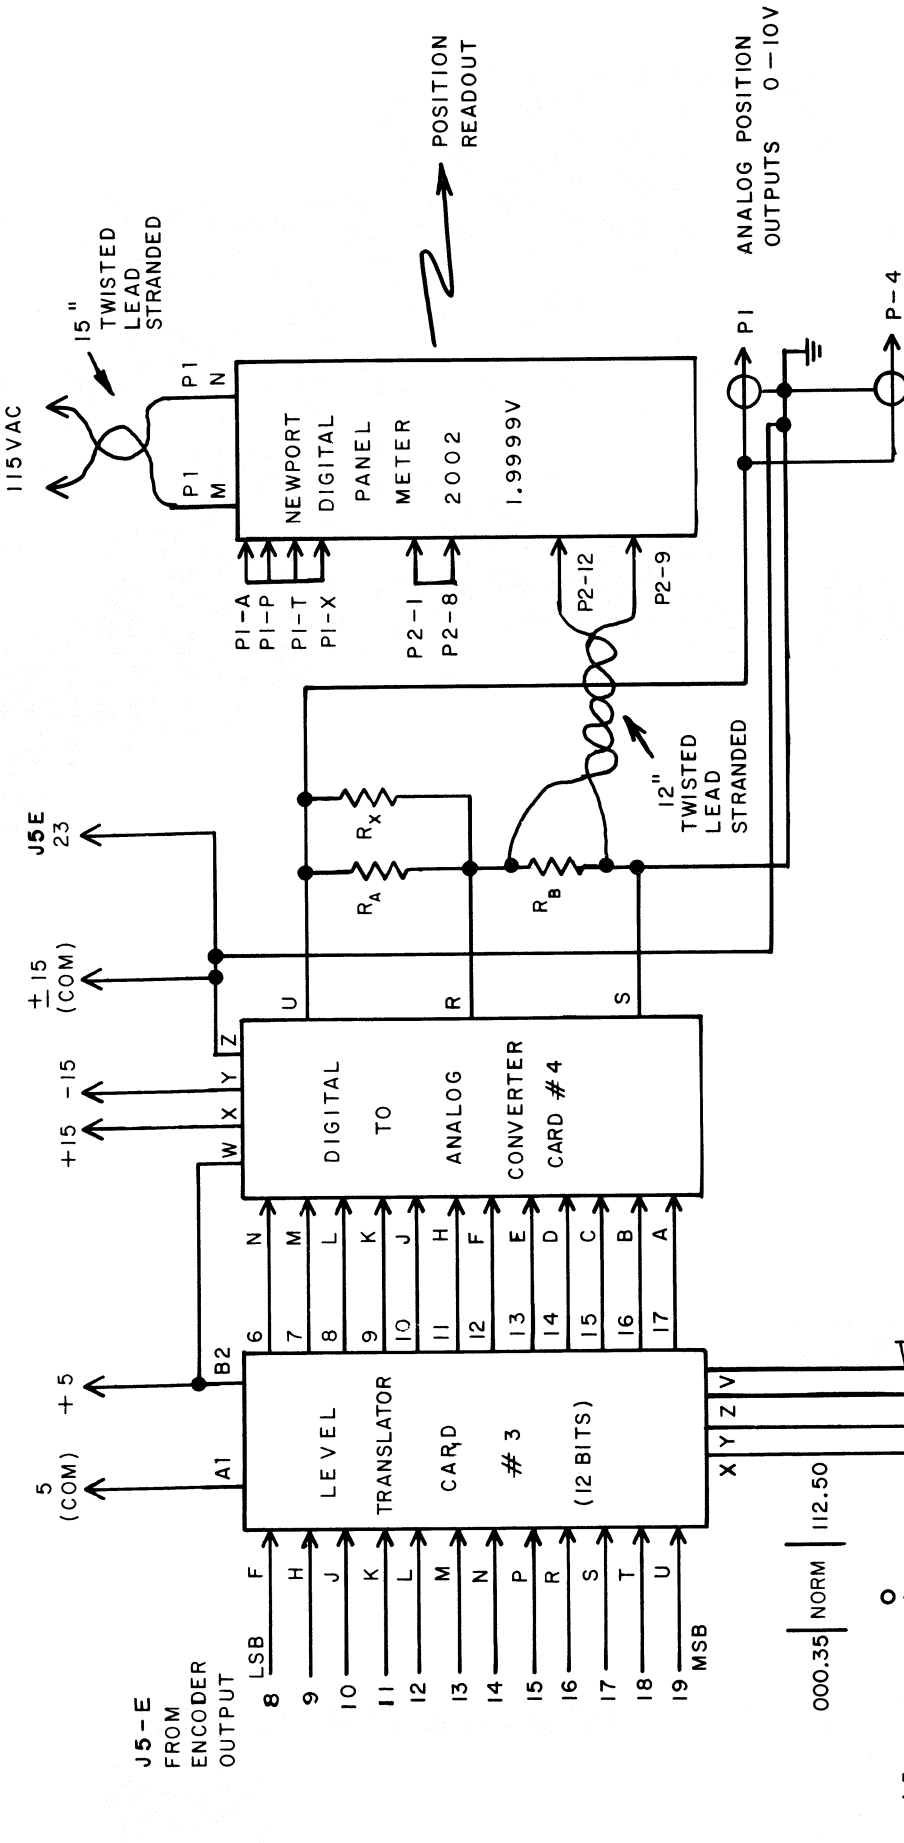 J5-E
FROM
ENCODER
OUTPUT
LSB
8 F
9 H
10 J
11 K
12 L
13 M
14 N
15 P
16 R
17 S
18 T
19 U
MSB
5
(COM)
+5
A1
B2
LEVEL
TRANSLATOR
CARD
#3
(12 BITS)
X Y Z V
000.35 NORM 112.50
6 N
7 M
8 L
9 K
10 J
11 H
12 F
13 E
14 D
15 C
16 B
17 A
+15
-15
±15
(COM)
J5E
23
W X Y Z
DIGITAL
TO
ANALOG
CONVERTER
CARD #4
U
R
S
RA
RX
RB
12"
TWISTED
LEAD
STRANDED
P1-A
P1-P
P1-T
P1-X
P2-1
P2-8
P2-12
P2-9
115VAC
15"
TWISTED
LEAD
STRANDED
P1
M
P1
N
NEWPORT
DIGITAL
PANEL
METER
2002
1.9999V
POSITION
READOUT
P1
P-4
ANALOG POSITION
OUTPUTS 0-10V